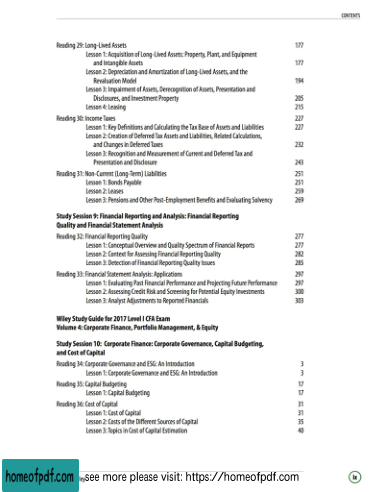 CONTENTS
Reading 29: Long-Lived Assets 177
Lesson 1: Acquisition of Long-Lived Assets: Property, Plant, and Equipment
and Intangible Assets 177
Lesson 2: Depreciation and Amortization of Long-Lived Assets, and the
Revaluation Model 194
Lesson 3: Impairment of Assets, Derecognition of Assets, Presentation and
Disclosures, and Investment Property 205
Lesson 4: Leasing 215
Reading 30: Income Taxes 227
Lesson 1: Key Definitions and Calculating the Tax Base of Assets and Liabilities 227
Lesson 2: Creation of Deferred Tax Assets and Liabilities, Related Calculations,
and Changes in Deferred Taxes 232
Lesson 3: Recognition and Measurement of Current and Deferred Tax and
Presentation and Disclosure 243
Reading 31: Non-Current (Long-Term) Liabilities 251
Lesson 1: Bonds Payable 251
Lesson 2: Leases 259
Lesson 3: Pensions and Other Post-Employment Benefits and Evaluating Solvency 269
Study Session 9: Financial Reporting and Analysis: Financial Reporting
Quality and Financial Statement Analysis
Reading 32: Financial Reporting Quality 277
Lesson 1: Conceptual Overview and Quality Spectrum of Financial Reports 277
Lesson 2: Context for Assessing Financial Reporting Quality 282
Lesson 3: Detection of Financial Reporting Quality Issues 285
Reading 33: Financial Statement Analysis: Applications 297
Lesson 1: Evaluating Past Financial Performance and Projecting Future Performance 297
Lesson 2: Assessing Credit Risk and Screening for Potential Equity Investments 300
Lesson 3: Analyst Adjustments to Reported Financials 303
Wiley Study Guide for 2017 Level I CFA Exam
Volume 4: Corporate Finance, Portfolio Management, & Equity
Study Session 10: Corporate Finance: Corporate Governance, Capital Budgeting,
and Cost of Capital
Reading 34: Corporate Governance and ESG: An Introduction 3
Lesson 1: Corporate Governance and ESG: An Introduction 3
Reading 35: Capital Budgeting 17
Lesson 1: Capital Budgeting 17
Reading 36: Cost of Capital 31
Lesson 1: Cost of Capital 31
Lesson 2: Costs of the Different Sources of Capital 35
Lesson 3: Topics in Cost of Capital Estimation 40
homeofpdf.com see more please visit: https://homeofpdf.com ix